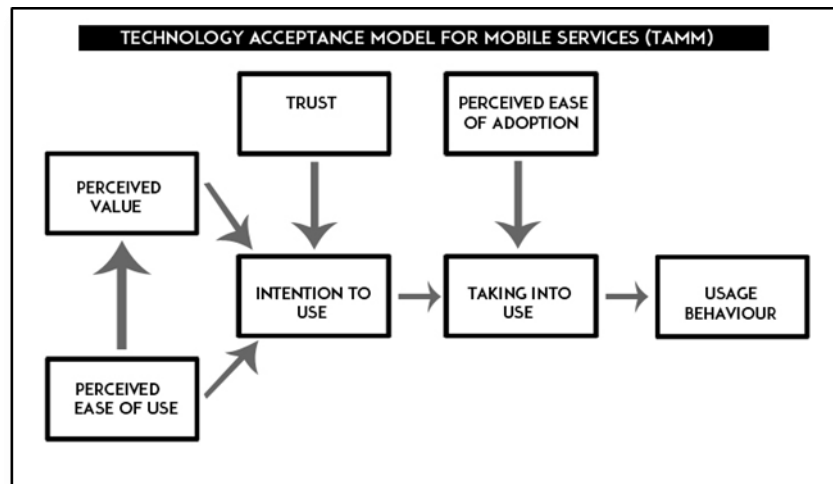 TECHNOLOGY ACCEPTANCE MODEL FOR MOBILE SERVICES (TAMM)
TRUST
PERCEIVED EASE
OF ADOPTION
PERCEIVED
VALUE
INTENTION TO
USE
TAKING INTO
USE
USAGE
BEHAVIOUR
PERCEIVED
EASE OF USE